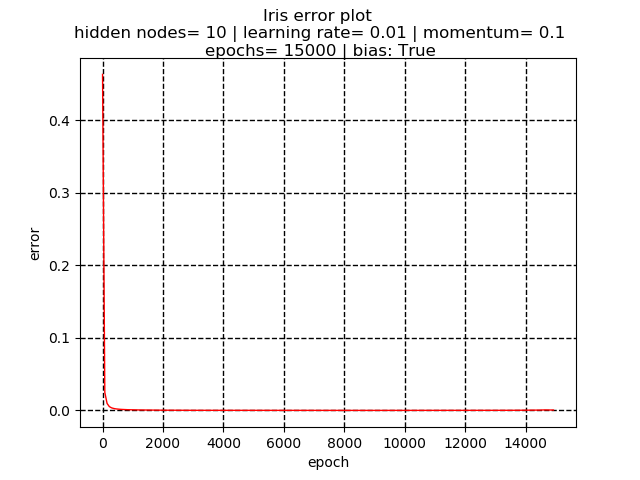 Iris error plot
hidden nodes= 10 | learning rate= 0.01 | momentum= 0.1
epochs= 15000 | bias: True
0.4
0.3
0.2
0.1
0.0
error
0 2000 4000 6000 8000 10000 12000 14000
epoch